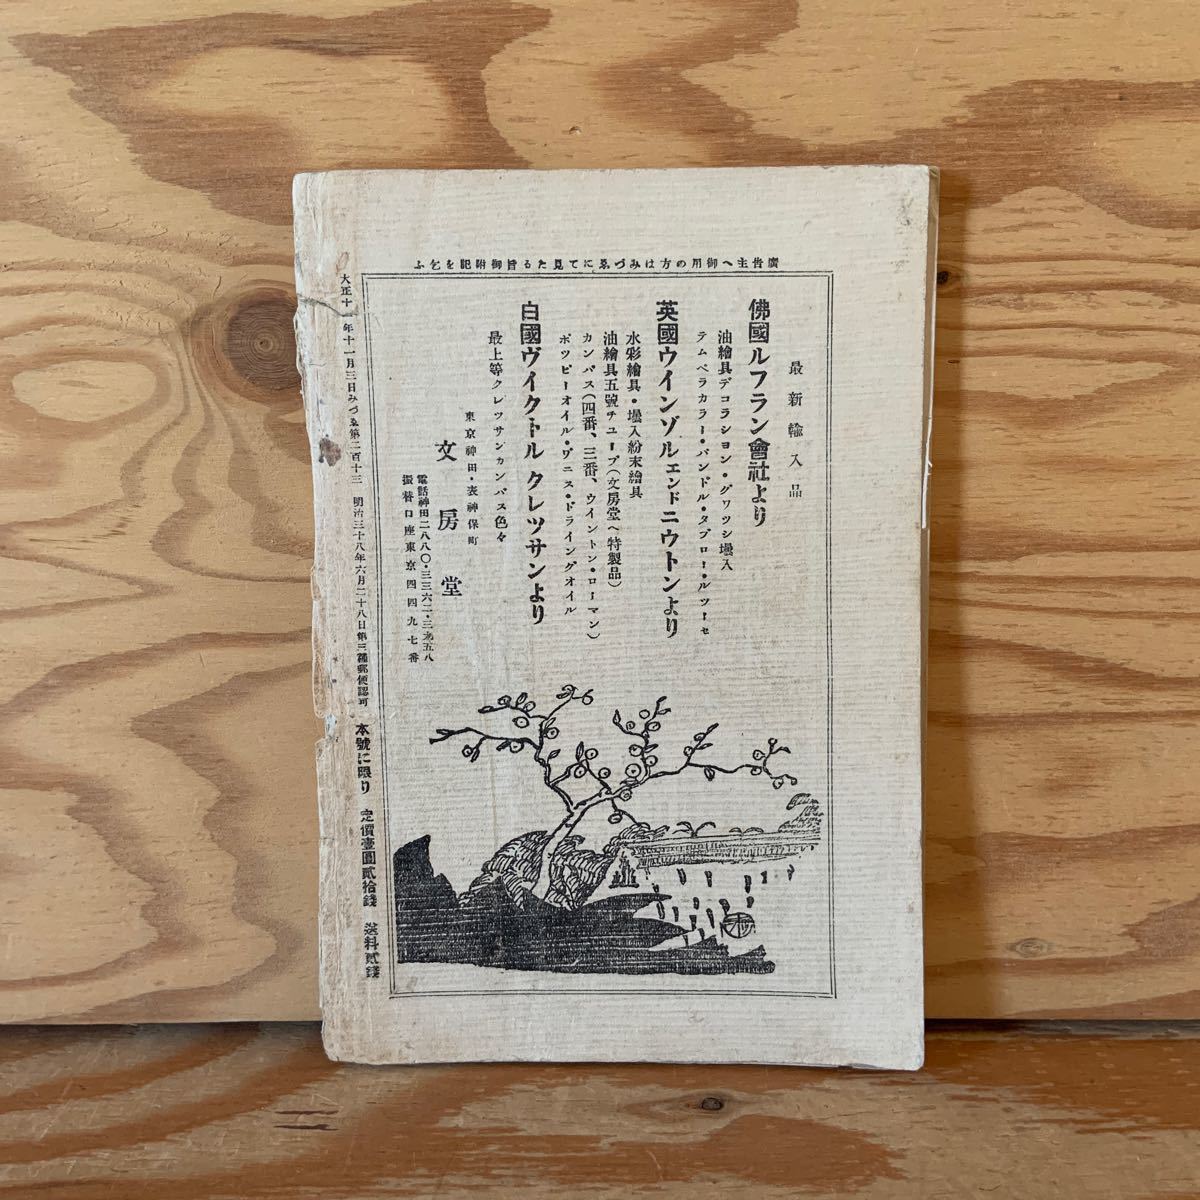 廣告主へ御用の方はみづゑにて見たる旨御附記を乞ふ
最新輸入品
佛國ルフラン會社より
油繪具デコラシヨン・グワツシ壜入
テムペラカラー・バンドル・タブロー・ルツーセ
英國ウインゾルエンドニウトンより
水彩繪具・壜入粉末繪具
油繪具五號チユーブ(文房堂ヘ特製品)
カンバス(四番、三番、ウイントン・ローマン)
ポツピーオイル・ヴニス・ドライングオイル
白國ヴイクトル クレツサンより
最上等クレツサンカンバス色々
東京神田・表神保町
文房堂
電話神田二八八〇・三三六二・三五五八
振替口座東京四四九七番
大正十一年十一月三日みづゑ第二百十三 明治三十八年六月二十八日第三種郵便認可 本號に限り 定價壹圓貳拾錢 送料貳錢